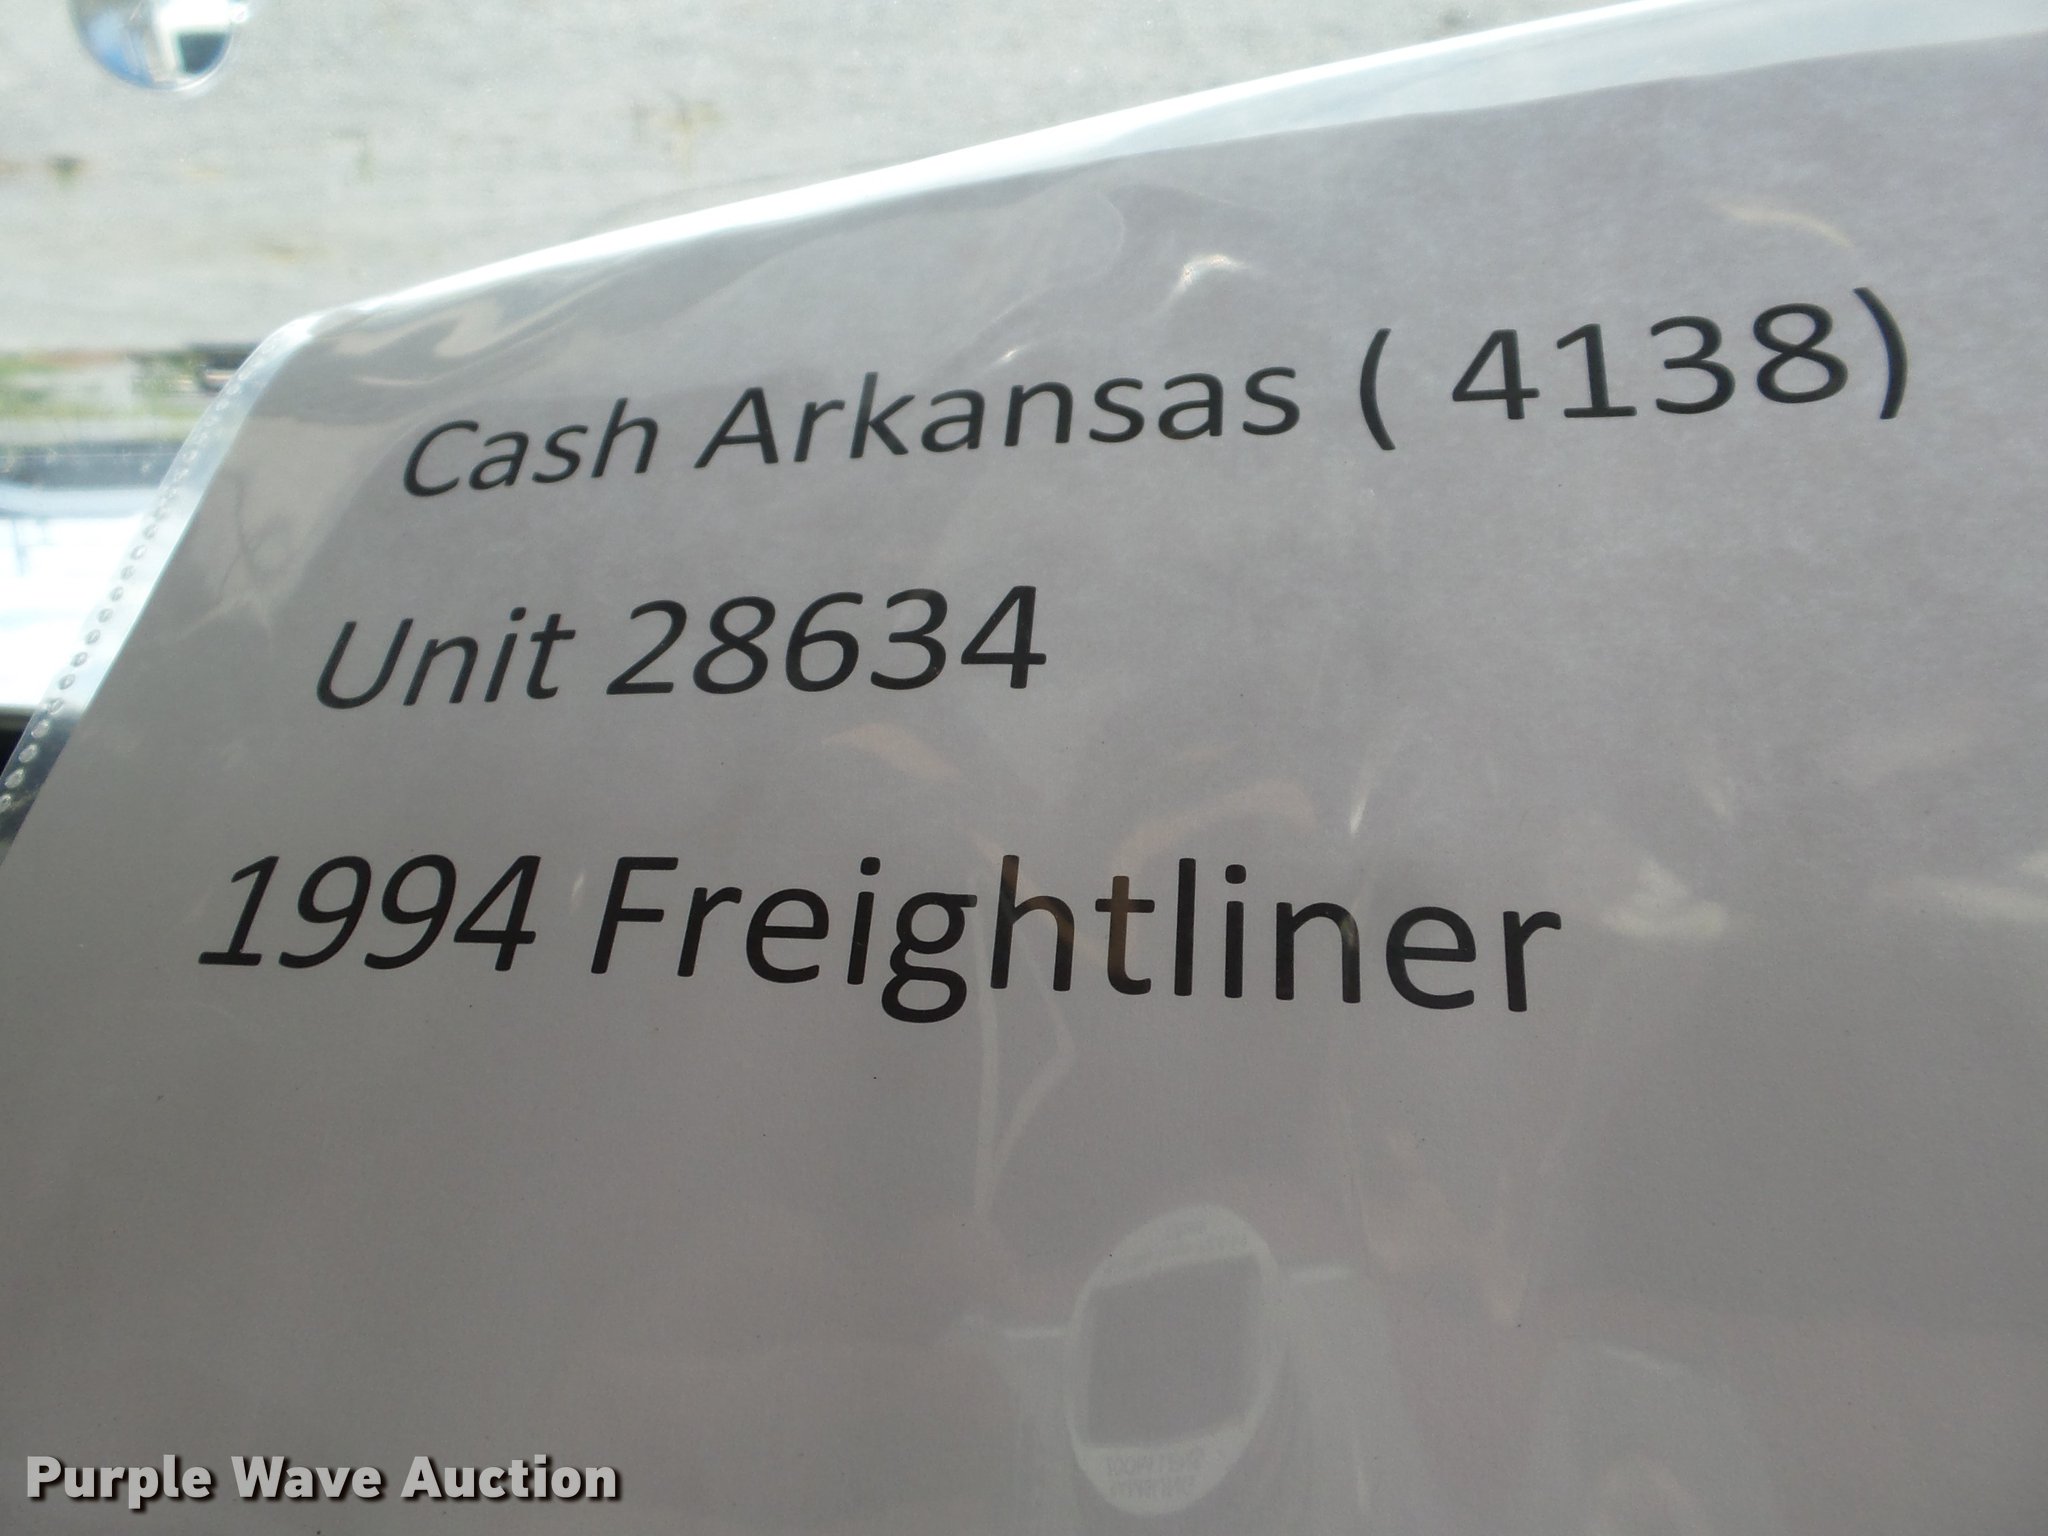 Cash Arkansas ( 4138)
Unit 28634
1994 Freightliner
Purple Wave Auction